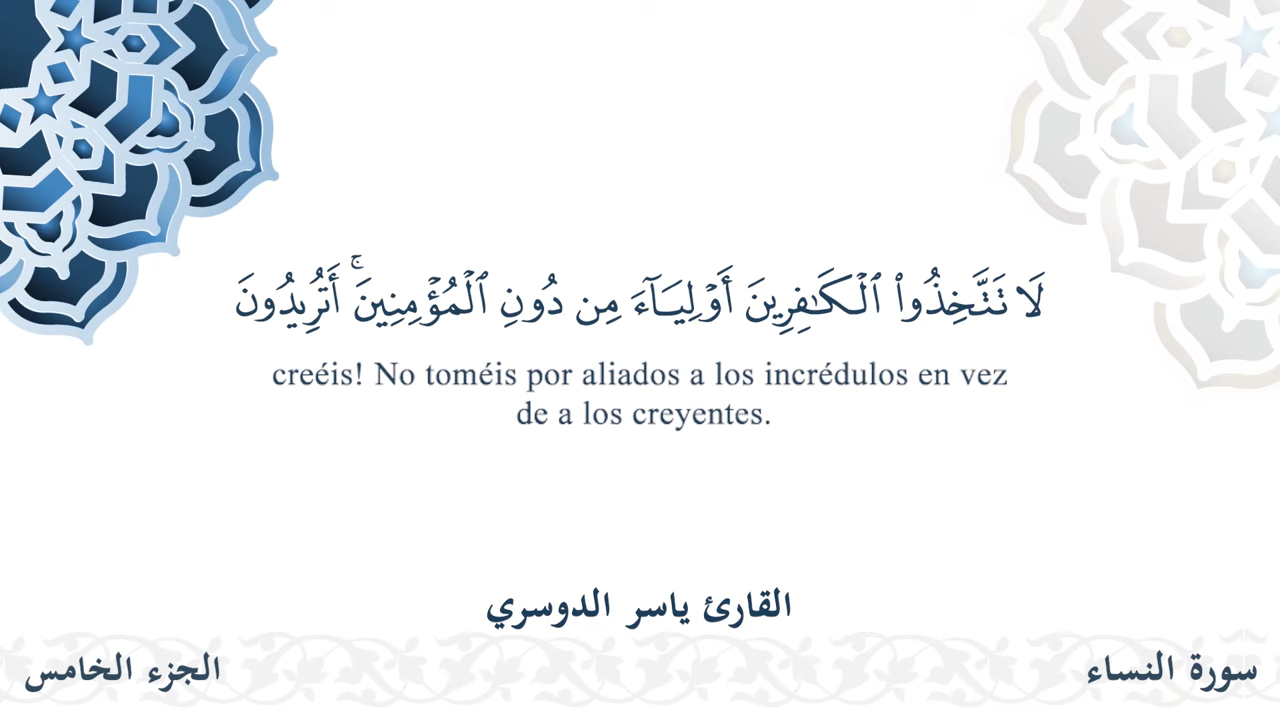 لَا تَتَّخِذُوا۟ ٱلْكَـٰفِرِينَ أَوْلِيَآءَ مِن دُونِ ٱلْمُؤْمِنِينَ ۚ أَتُرِيدُونَ
creéis! No toméis por aliados a los incrédulos en vez
de a los creyentes.
القارئ ياسر الدوسري
سورة النساء
الجزء الخامس